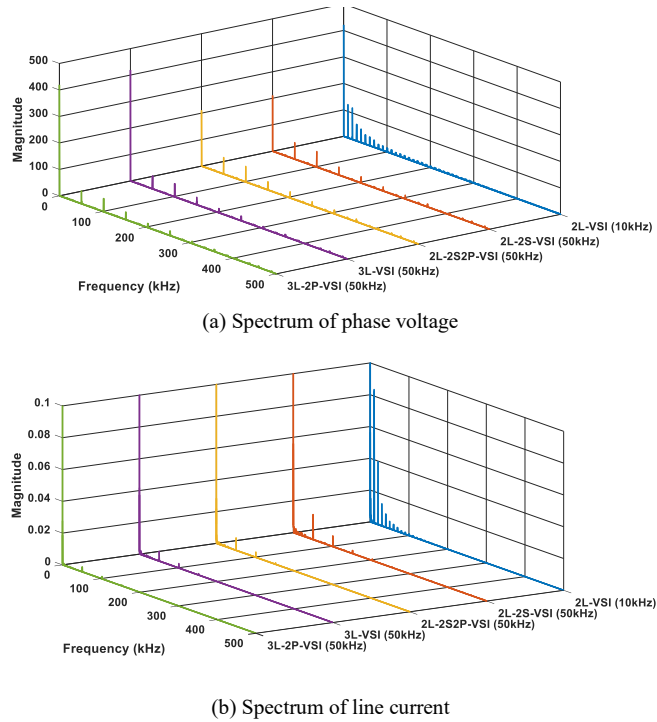 500
400
300
200
100
0
Magnitude
0
100
200
300
400
500
Frequency (kHz)
2L-VSI (10kHz)
2L-2S-VSI (50kHz)
2L-2S2P-VSI (50kHz)
3L-VSI (50kHz)
3L-2P-VSI (50kHz)
(a) Spectrum of phase voltage
0.1
0.08
0.06
0.04
0.02
0
Magnitude
0
100
200
300
400
500
Frequency (kHz)
2L-VSI (10kHz)
2L-2S-VSI (50kHz)
2L-2S2P-VSI (50kHz)
3L-VSI (50kHz)
3L-2P-VSI (50kHz)
(b) Spectrum of line current